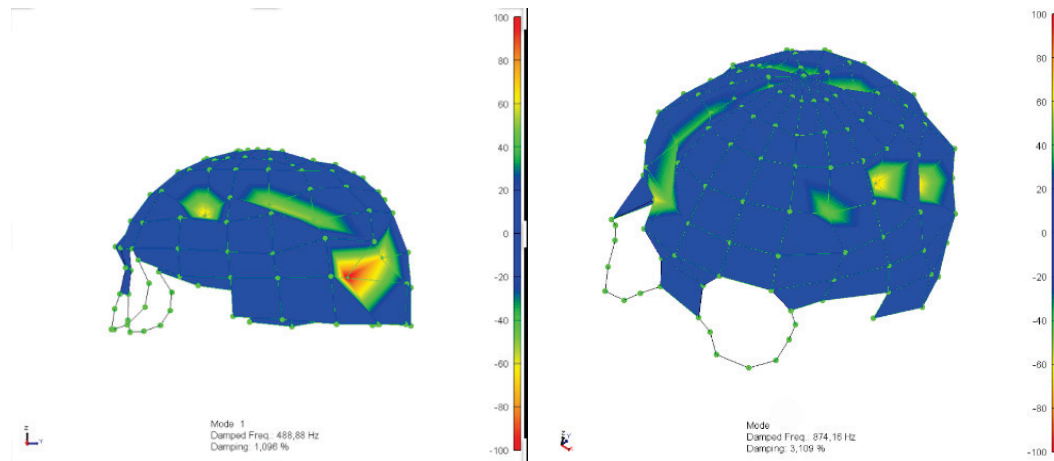 100
80
60
40
20
0
-20
-40
-60
-80
-100
Z
Y
Mode 1
Damped Freq.: 488,88 Hz
Damping: 1,096 %
100
80
60
40
20
0
-20
-40
-60
-80
-100
Mode
Damped Freq.: 874,16 Hz
Damping: 3,109 %